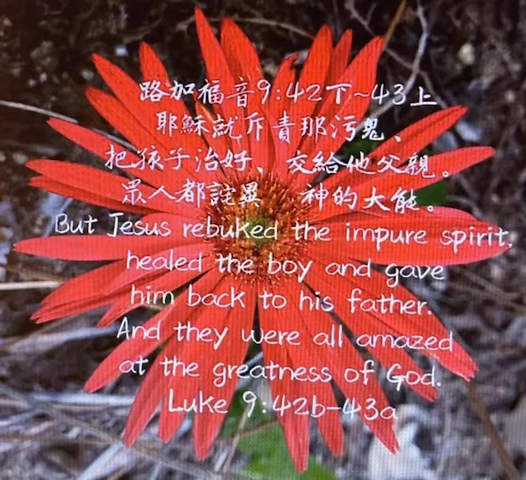 路加福音9:42下~43上
耶穌就斥責那污鬼、
把孩子治好、交給他父親。
眾人都詫異 神的大能。
But Jesus rebuked the impure spirit.
healed the boy and gave
him back to his father.
And they were all amazed
at the greatness of God.
Luke 9:42b-43a